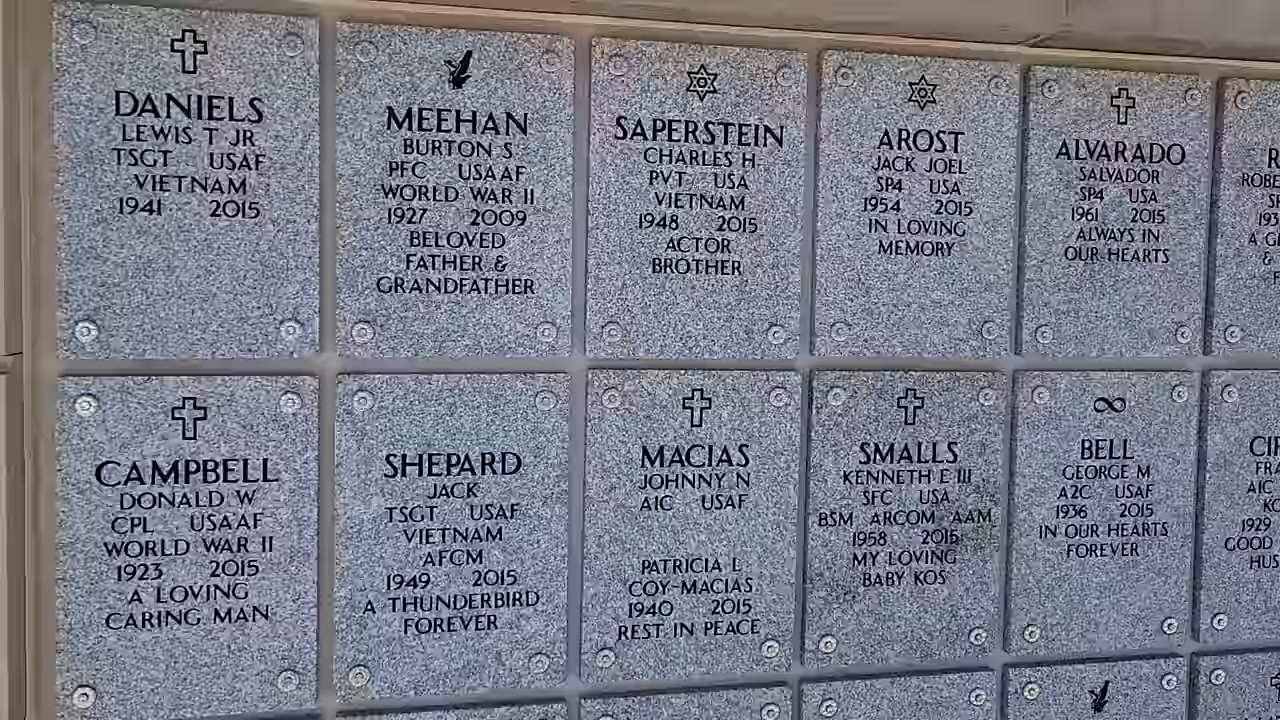 DANIELS
LEWIS T JR
TSGT USAF
VIETNAM
1941 2015
MEEHAN
BURTON S
PFC USAAF
WORLD WAR II
1927 2009
BELOVED
FATHER &
GRANDFATHER
SAPERSTEIN
CHARLES H
PVT USA
VIETNAM
1948 2015
ACTOR
BROTHER
AROST
JACK JOEL
SP4 USA
1954 2015
IN LOVING
MEMORY
ALVARADO
SALVADOR
SP4 USA
1961 2015
ALWAYS IN
OUR HEARTS
A
&
CAMPBELL
DONALD W
CPL USAAF
WORLD WAR II
1923 2015
A LOVING
CARING MAN
SHEPARD
JACK
TSGT USAF
VIETNAM
AFCM
1949 2015
A THUNDERBIRD
FOREVER
MACIAS
JOHNNY N
A1C USAF
PATRICIA L
COY-MACIAS
1940 2015
REST IN PEACE
SMALLS
KENNETH E III
SFC USA
BSM ARCOM AAM
1958 2015
MY LOVING
BABY KOS
BELL
GEORGE M
A2C USAF
1936 2015
IN OUR HEARTS
FOREVER
A1C
1929
GOOD